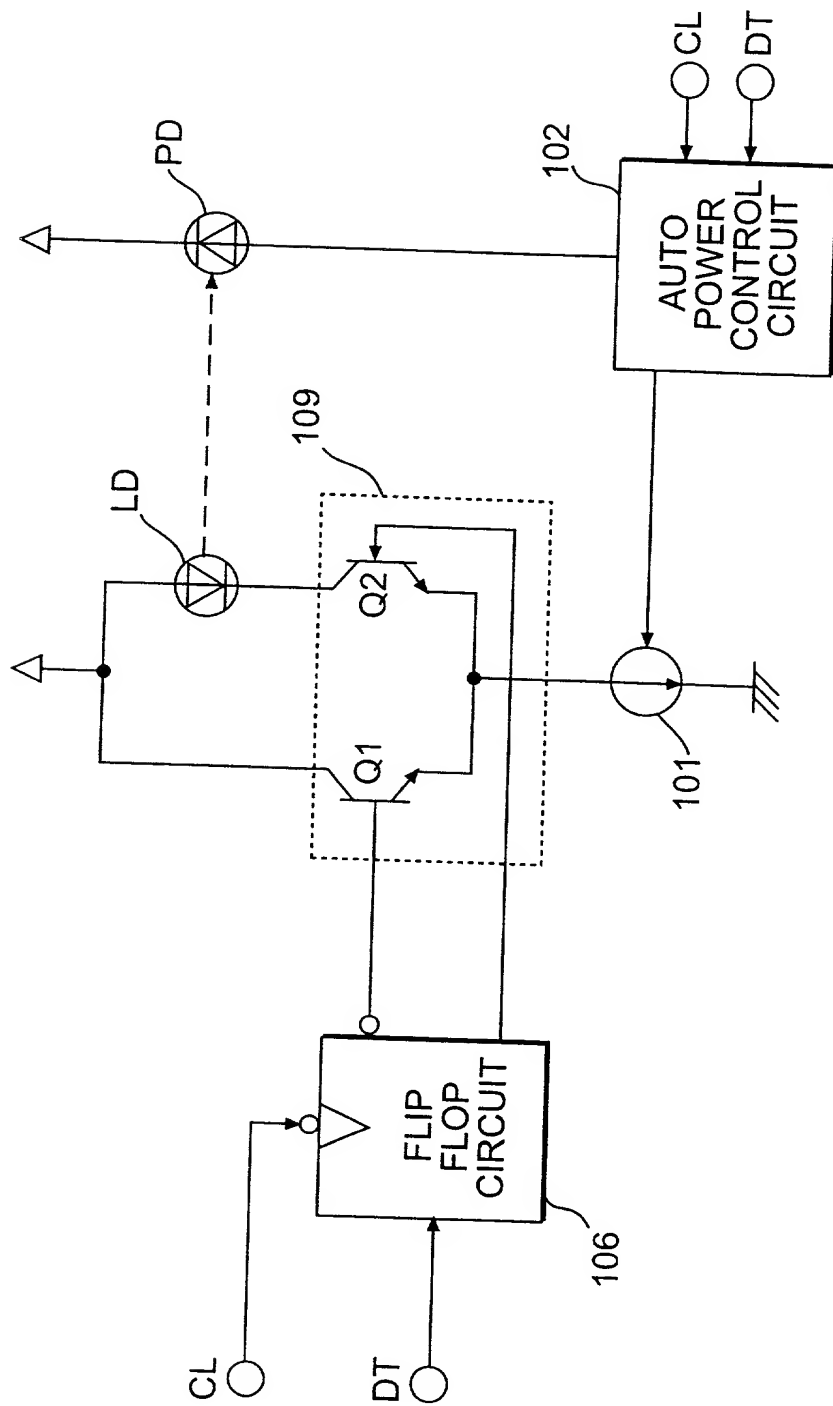 CL
DT
FLIP
FLOP
CIRCUIT
106
Q1
Q2
109
LD
PD
101
102
AUTO
POWER
CONTROL
CIRCUIT
CL
DT